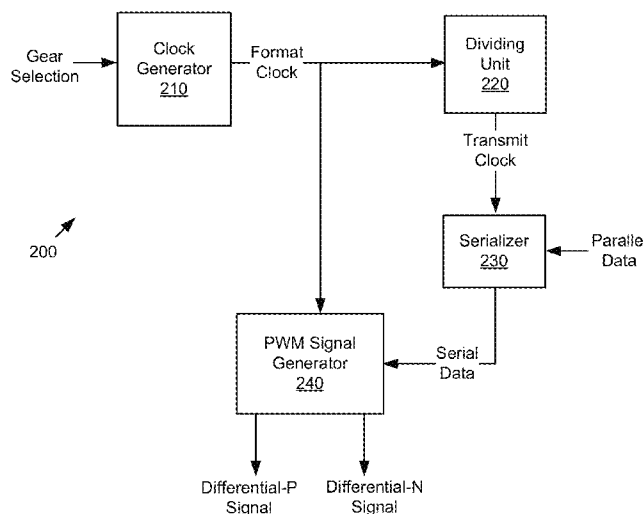 Gear
Selection
Clock
Generator
210
Format
Clock
Dividing
Unit
220
Transmit
Clock
200
Serializer
230
Paralle
Data
PWM Signal
Generator
240
Serial
Data
Differential-P
Signal
Differential-N
Signal